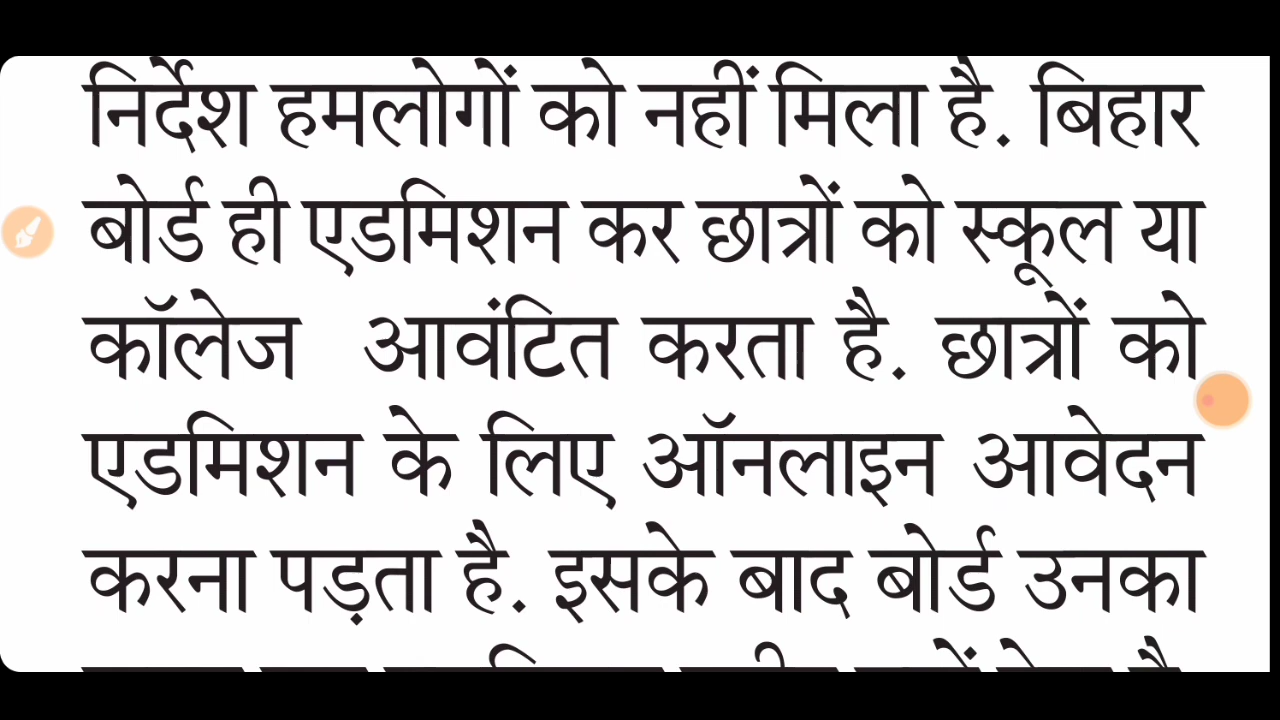 निर्देश हमलोगों को नहीं मिला है. बिहार
बोर्ड ही एडमिशन कर छात्रों को स्कूल या
कॉलेज आवंटित करता है. छात्रों को
एडमिशन के लिए ऑनलाइन आवेदन
करना पड़ता है. इसके बाद बोर्ड उनका